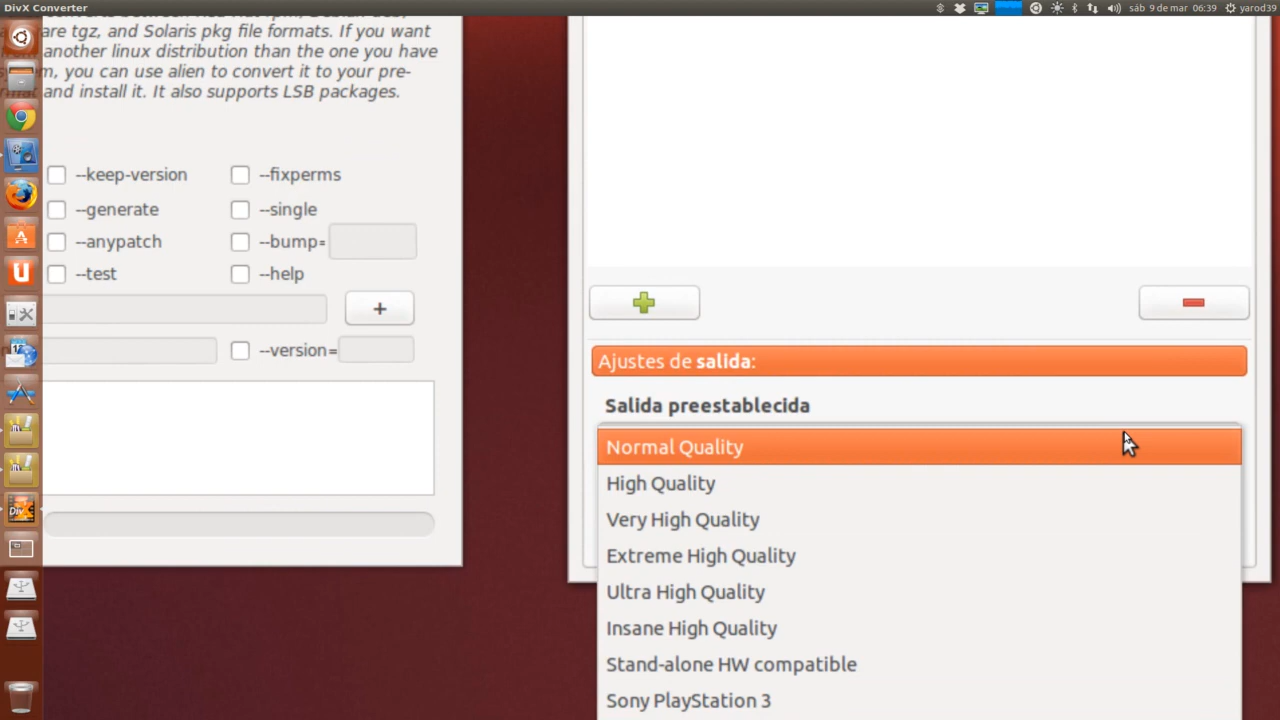 DivX Converter
sáb 9 de mar 06:39
yarod39
are tgz, and Solaris pkg file formats. If you want
another linux distribution than the one you have
m, you can use alien to convert it to your pre-
and install it. It also supports LSB packages.
--keep-version
--fixperms
--generate
--single
--anypatch
--bump=
--test
--help
+
--version=
Ajustes de salida:
Salida preestablecida
Normal Quality
High Quality
Very High Quality
Extreme High Quality
Ultra High Quality
Insane High Quality
Stand-alone HW compatible
Sony PlayStation 3